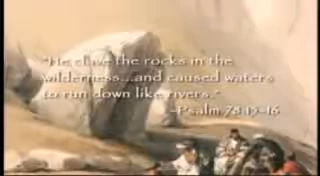 "He clave the rocks in the
wilderness...and caused waters
to run down like rivers."
-Psalm 78:15-16